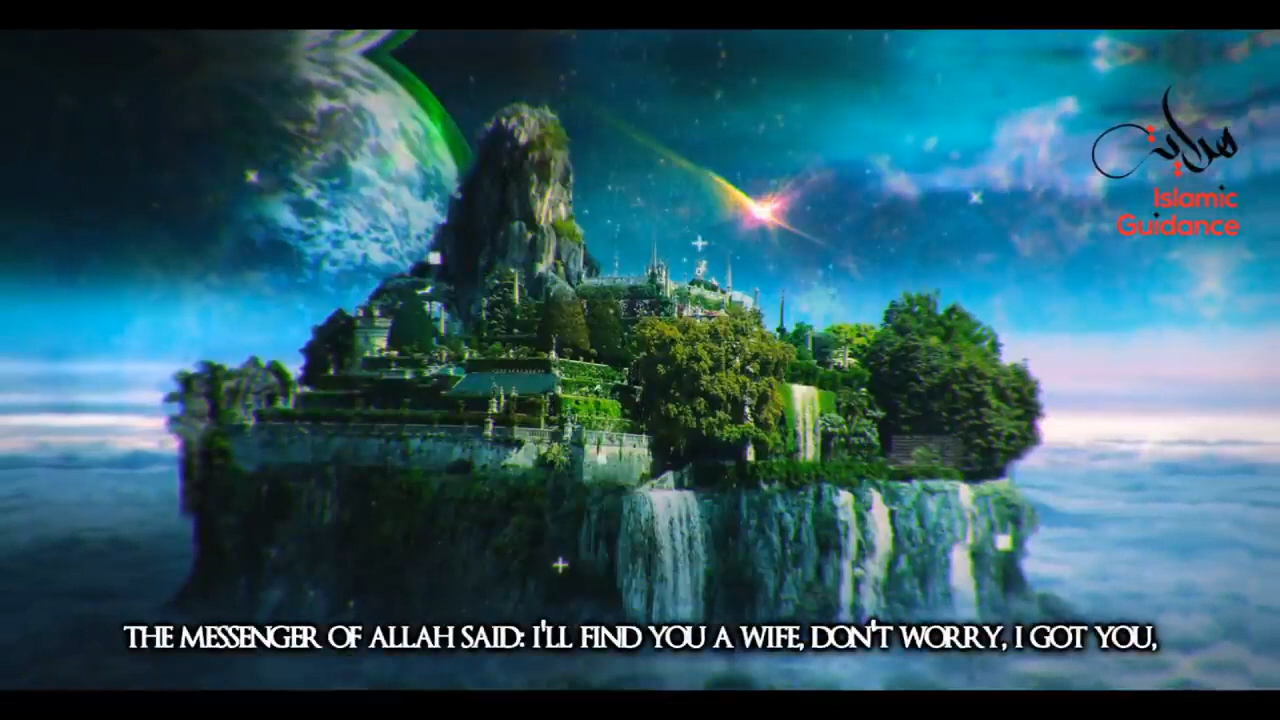 هداية
Islamic
Guidance
THE MESSENGER OF ALLAH SAID: I'LL FIND YOU A WIFE, DON'T WORRY, I GOT YOU,